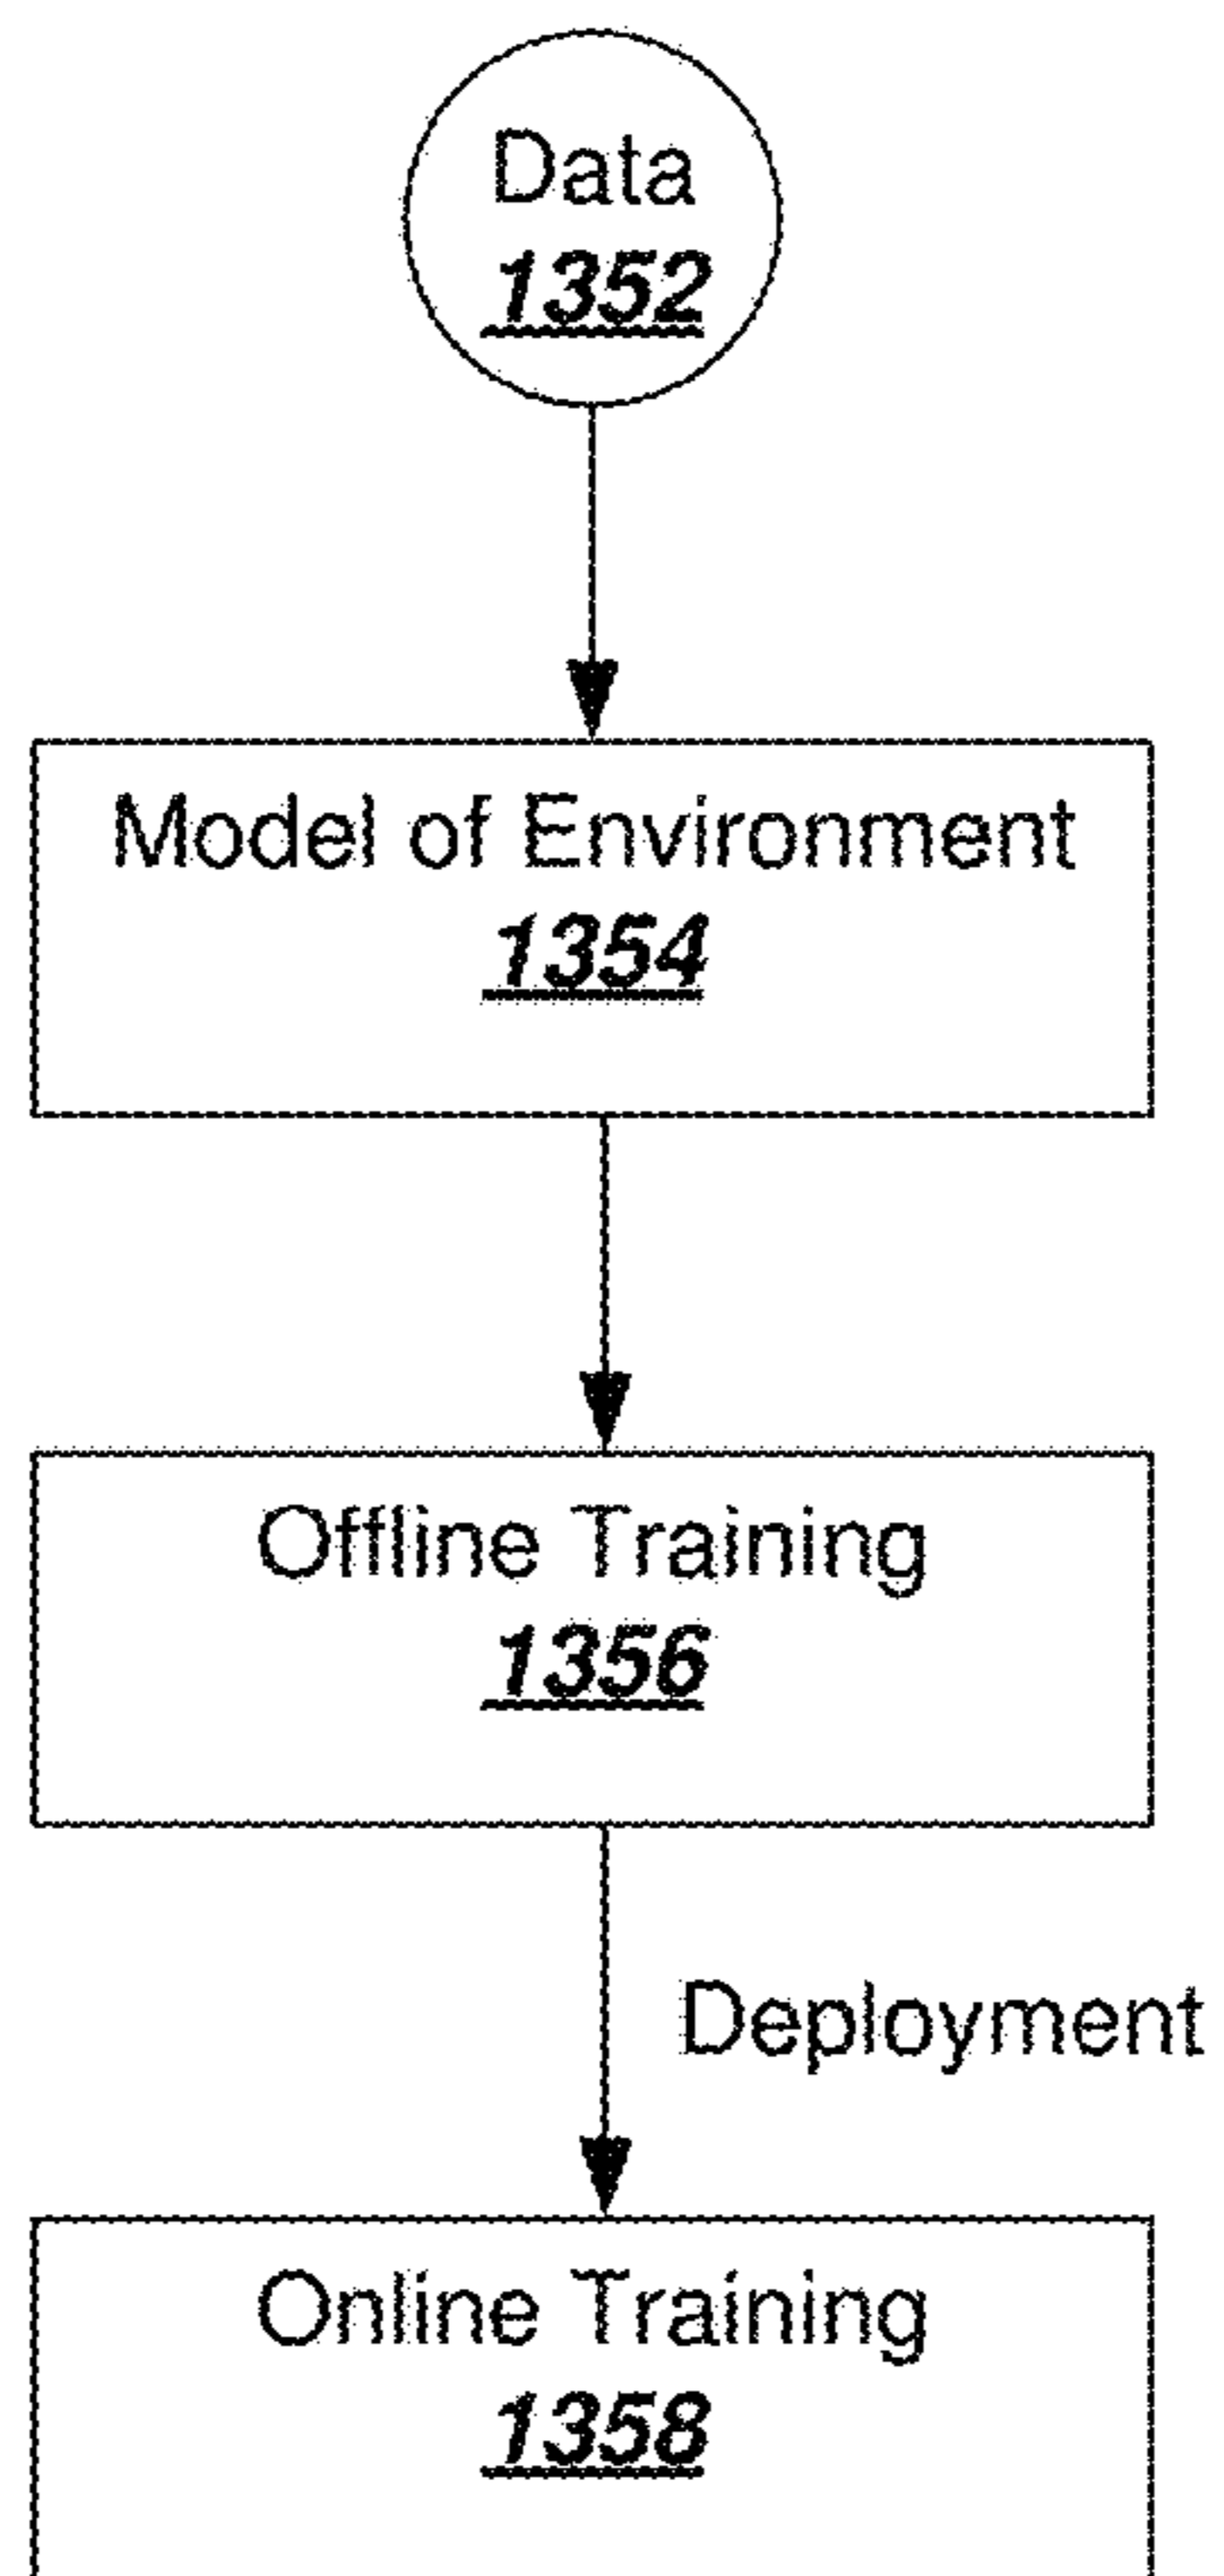 Data
1352
Model of Environment
1354
Offline Training
1356
Deployment
Online Training
1358